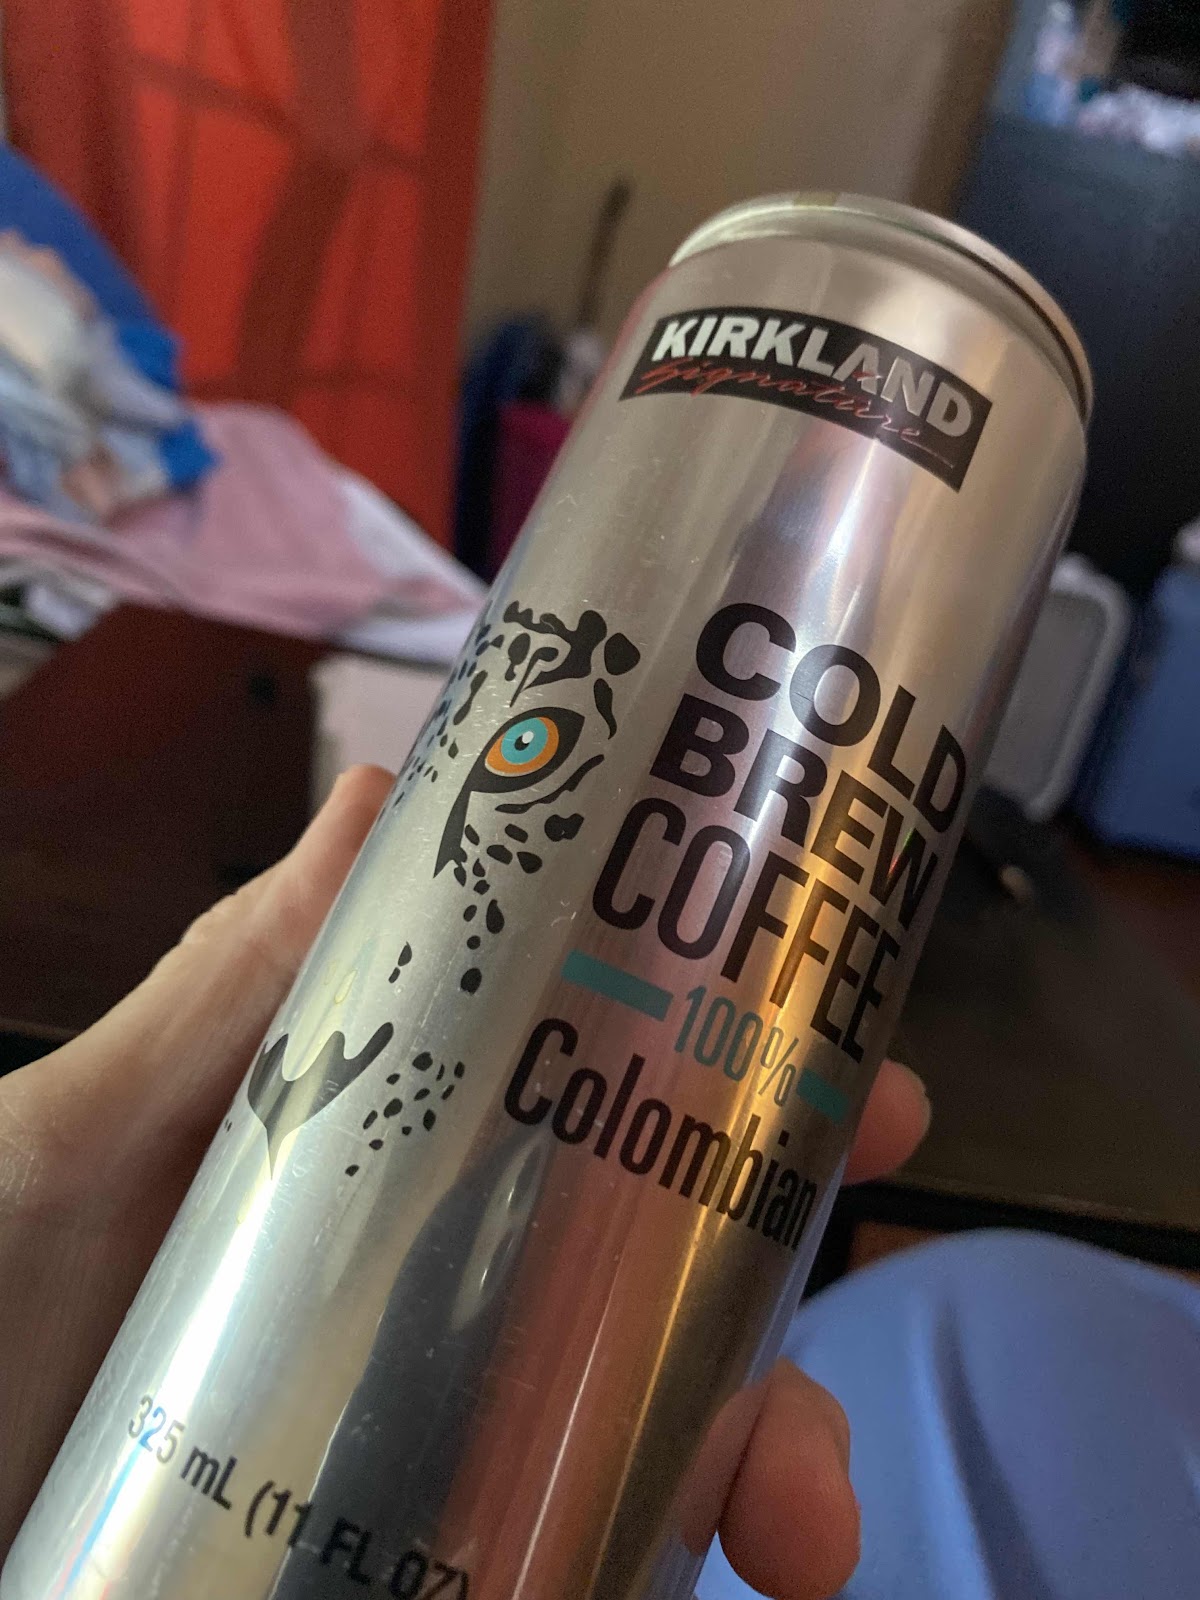 KIRKLAND
Signature
COLD
BREW
COFFEE
100%
Colombian
325 mL (11 FL OZ)